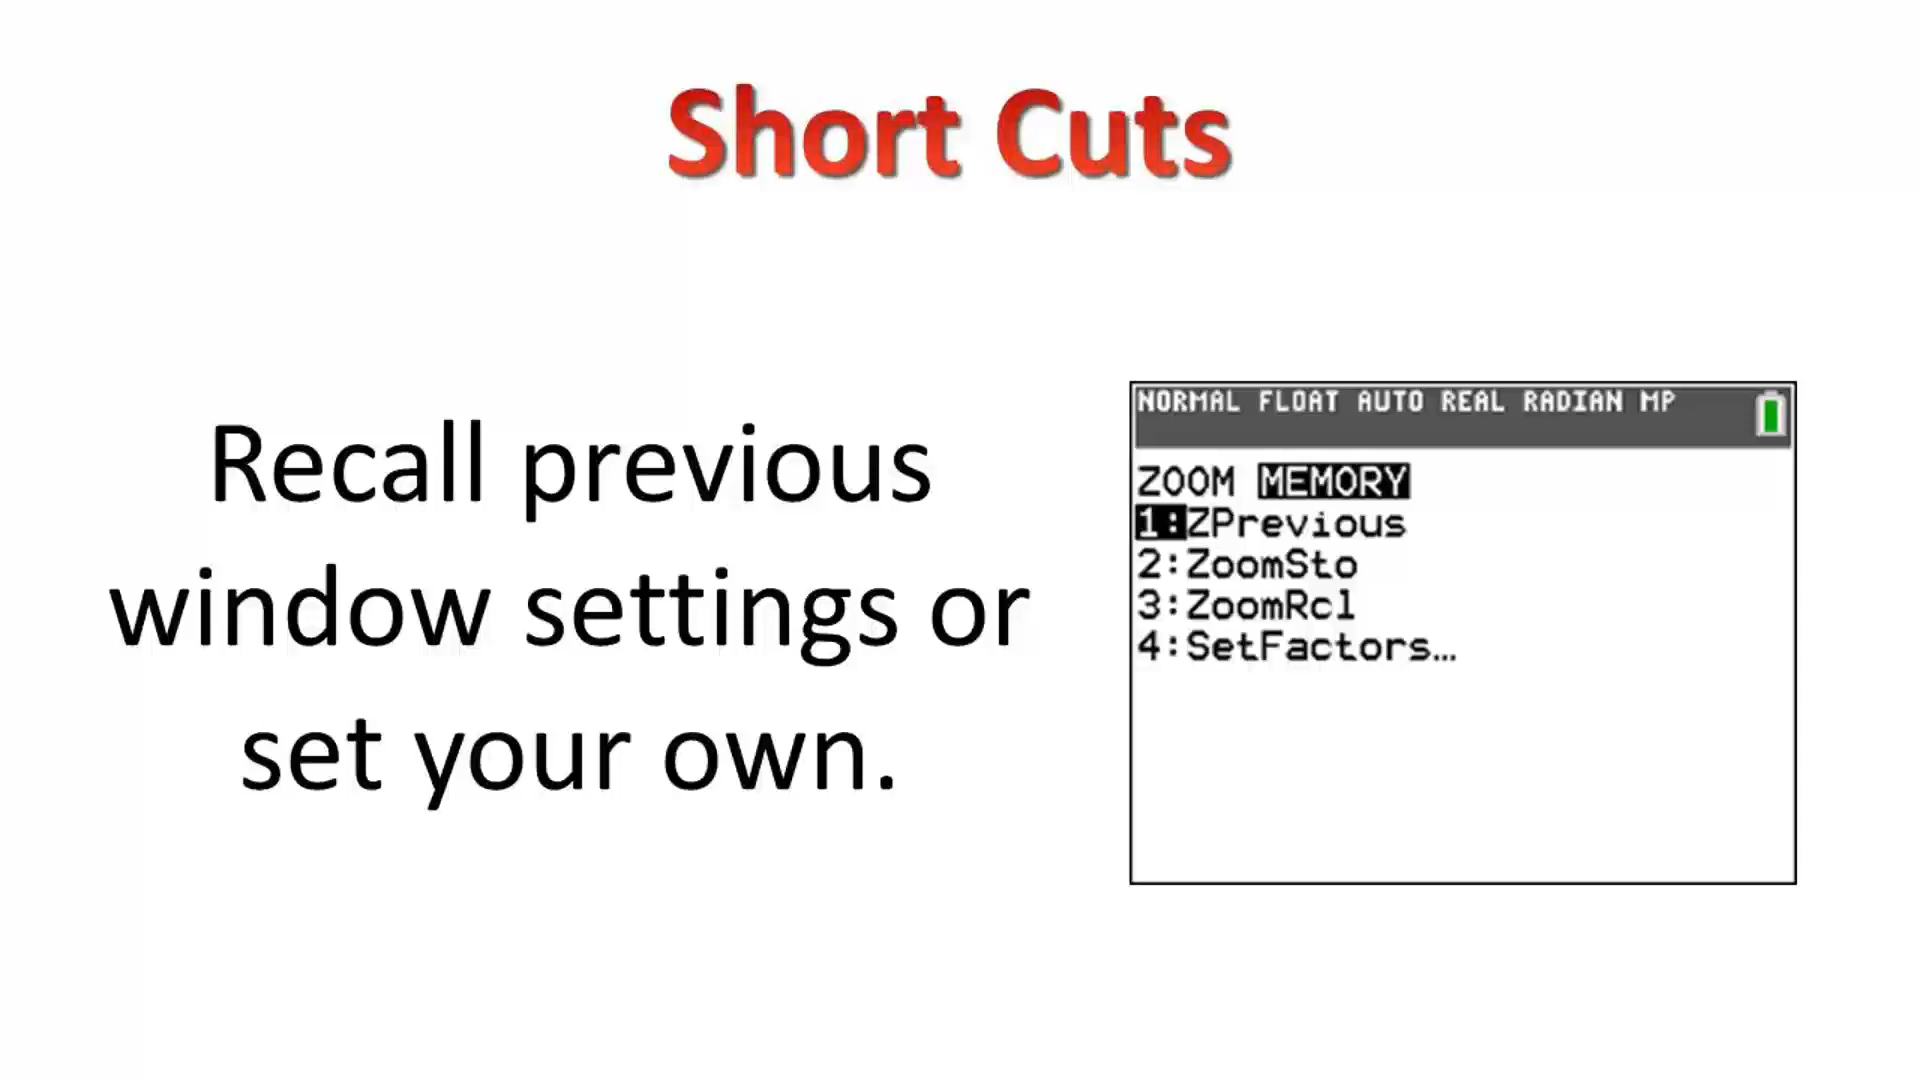 Short Cuts
Recall previous
window settings or
set your own.
NORMAL FLOAT AUTO REAL RADIAN MP
ZOOM MEMORY
1:ZPrevious
2:ZoomSto
3:ZoomRcl
4:SetFactors…